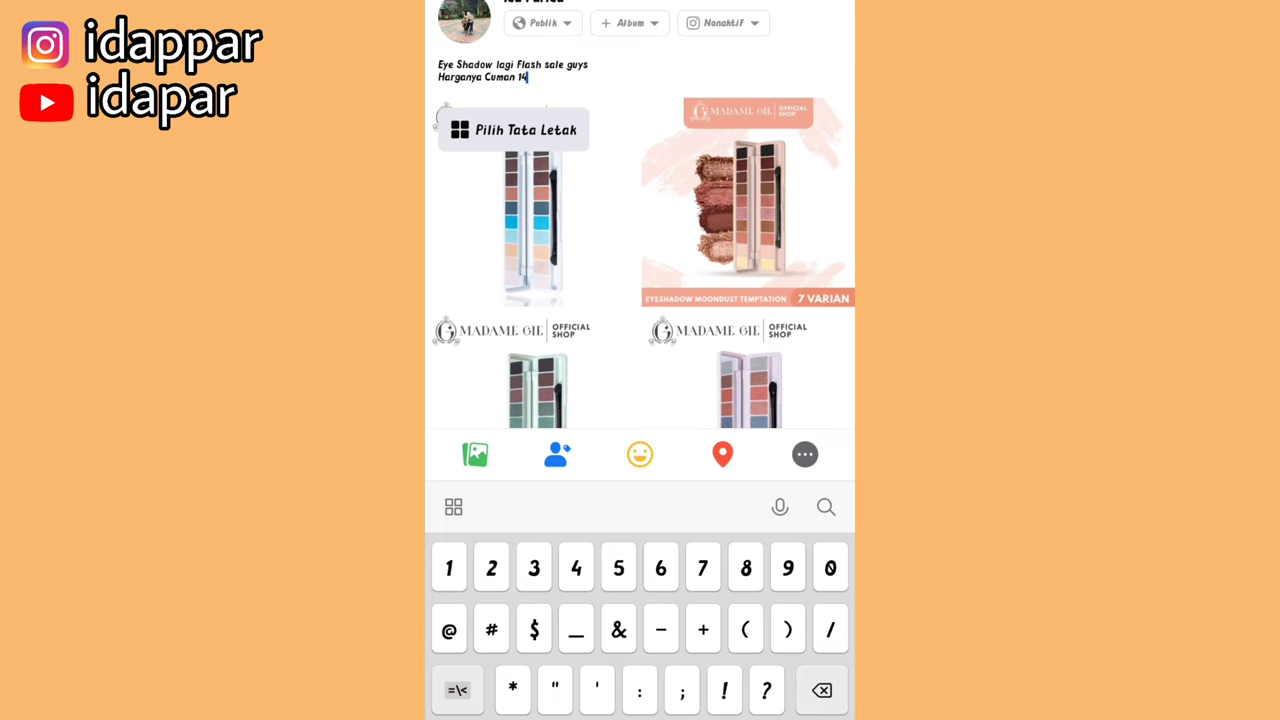 idappar
idapar
Publik
+ Album
Nonaktif
Eye Shadow lagi Flash sale guys
Harganya Cuman 14
Pilih Tata Letak
MADAME GIE OFFICIAL SHOP
EYESHADOW MOONDUST TEMPTATION 7 VARIAN
MADAME GIE OFFICIAL SHOP
MADAME GIE OFFICIAL SHOP
1 2 3 4 5 6 7 8 9 0
@ # $ _ & - + ( ) /
=\< * " ' : ; ! ?